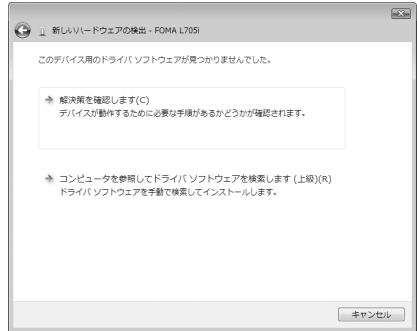 新しいハードウェアの検出 - FOMA L705i
このデバイス用のドライバ ソフトウェアが見つかりませんでした。
解決策を確認します(C)
デバイスが動作するために必要な手順があるかどうかが確認されます。
コンピュータを参照してドライバ ソフトウェアを検索します (上級)(R)
ドライバ ソフトウェアを手動で検索してインストールします。
キャンセル